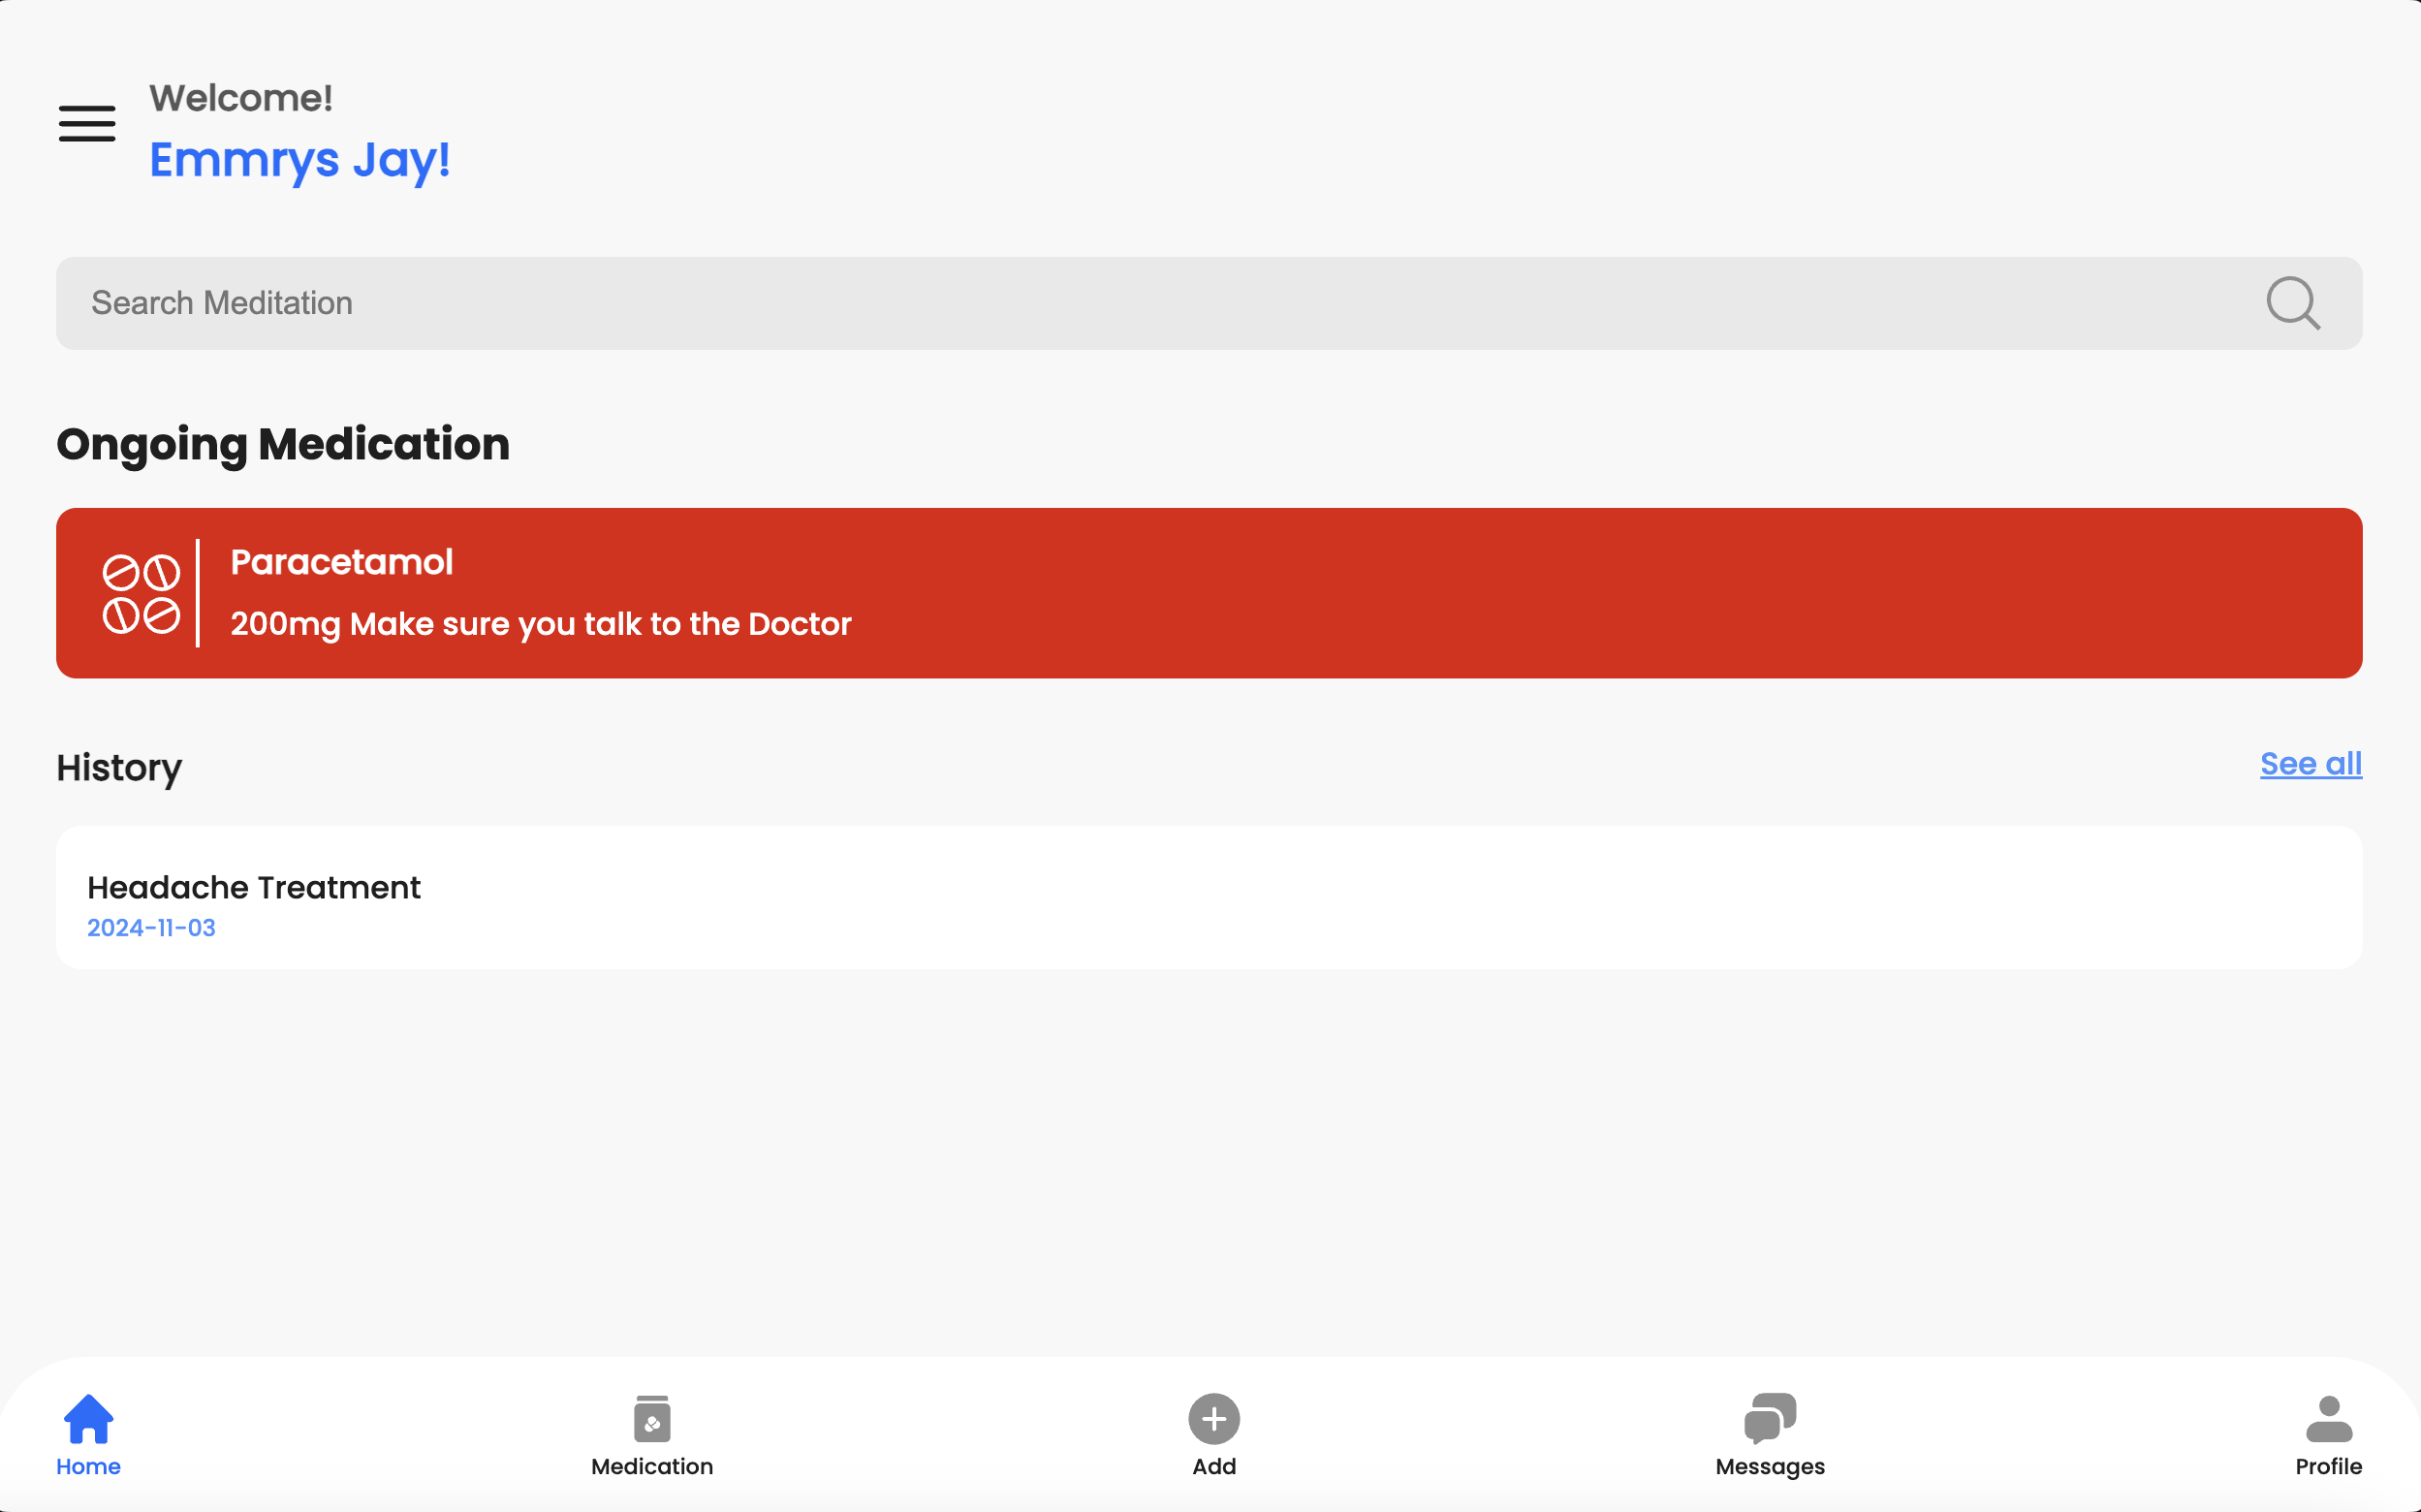 Welcome!
Emmrys Jay!
Search Meditation
Ongoing Medication
Paracetamol
200mg Make sure you talk to the Doctor
History
See all
Headache Treatment
2024-11-03
Home
Medication
Add
Messages
Profile